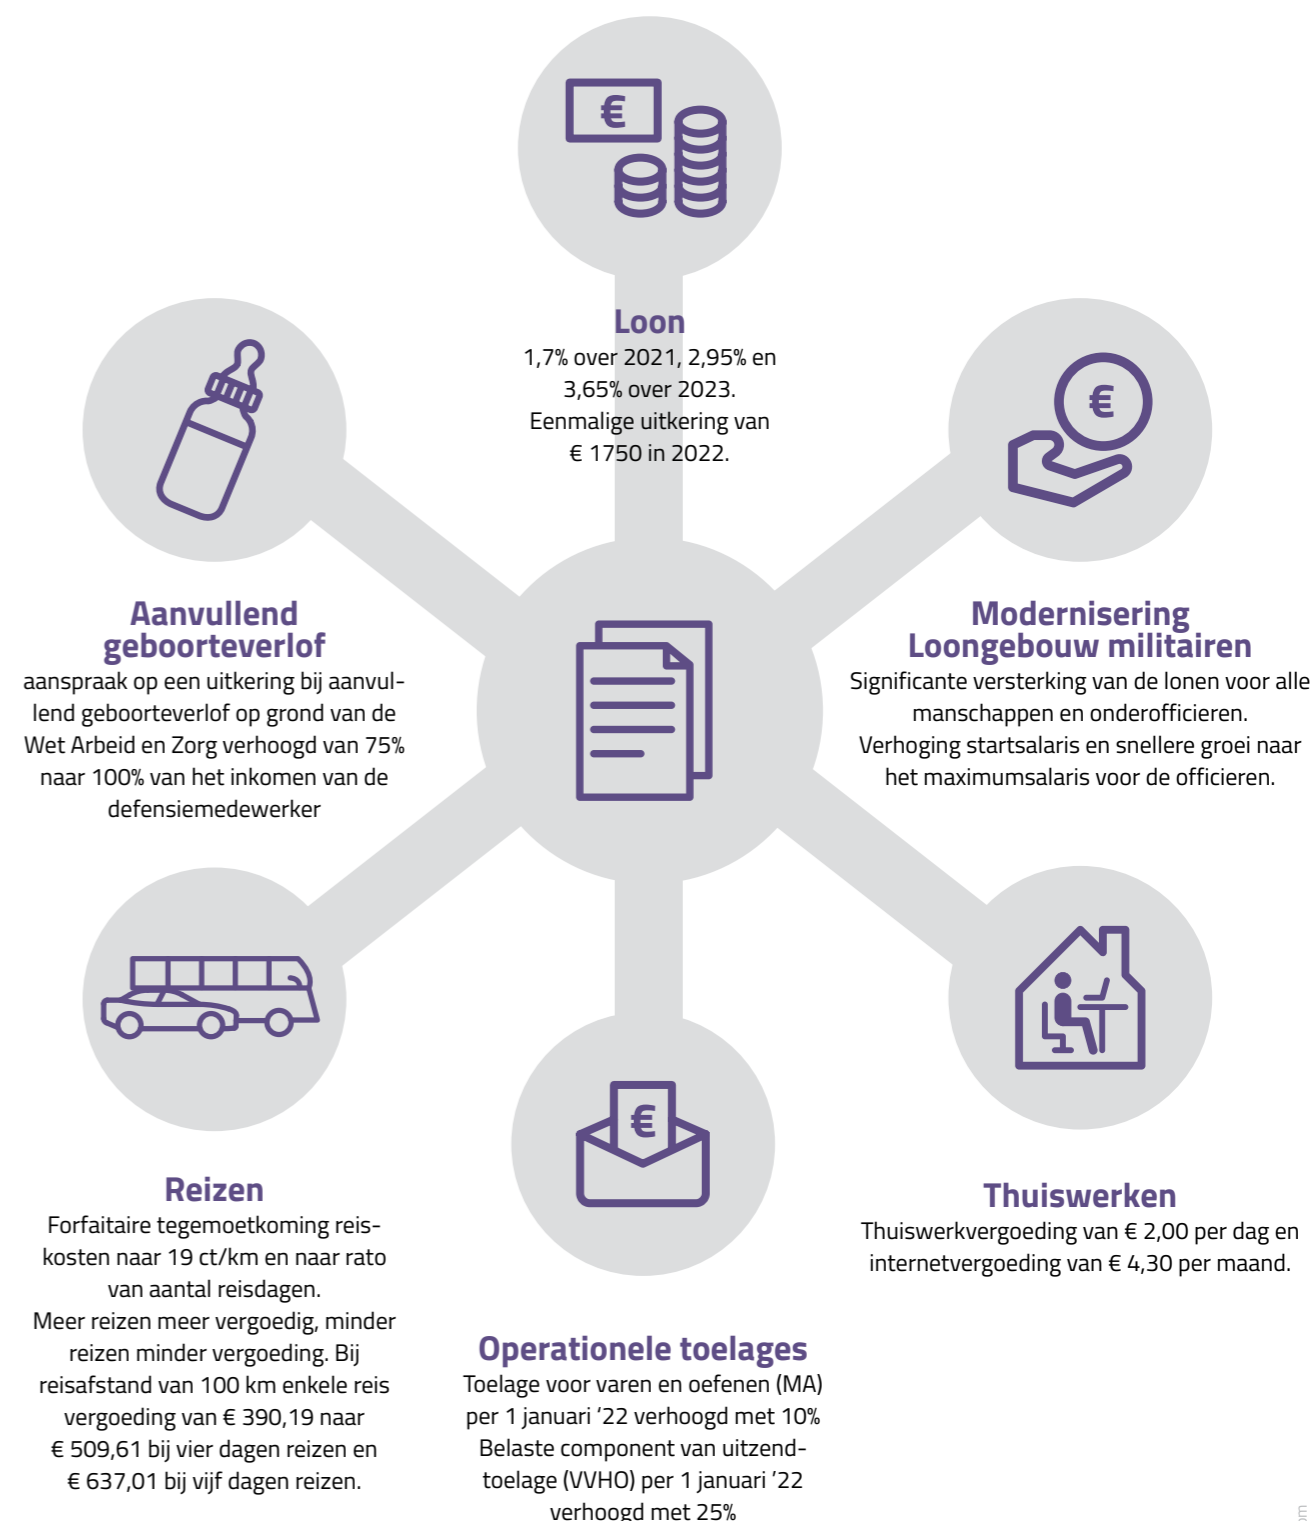 €
Loon
1,7% over 2021, 2,95% en
3,65% over 2023.
Eenmalige uitkering van
€ 1750 in 2022.
€
Aanvullend
geboorteverlof
aanspraak op een uitkering bij aanvul-
lend geboorteverlof op grond van de
Wet Arbeid en Zorg verhoogd van 75%
naar 100% van het inkomen van de
defensiemedewerker
Modernisering
Loongebouw militairen
Significante versterking van de lonen voor alle
manschappen en onderofficieren.
Verhoging startsalaris en snellere groei naar
het maximumsalaris voor de officieren.
Reizen
Forfaitaire tegemoetkoming reis-
kosten naar 19 ct/km en naar rato
van aantal reisdagen.
Meer reizen meer vergoedig, minder
reizen minder vergoeding. Bij
reisafstand van 100 km enkele reis
vergoeding van € 390,19 naar
€ 509,61 bij vier dagen reizen en
€ 637,01 bij vijf dagen reizen.
€
Operationele toelages
Toelage voor varen en oefenen (MA)
per 1 januari ‘22 verhoogd met 10%
Belaste component van uitzend-
toelage (VVHO) per 1 januari ’22
verhoogd met 25%
Thuiswerken
Thuiswerkvergoeding van € 2,00 per dag en
internetvergoeding van € 4,30 per maand.